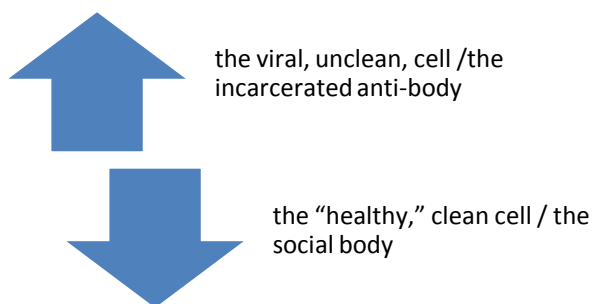 the viral, unclean, cell /the
incarcerated anti-body
the “healthy,” clean cell / the
social body